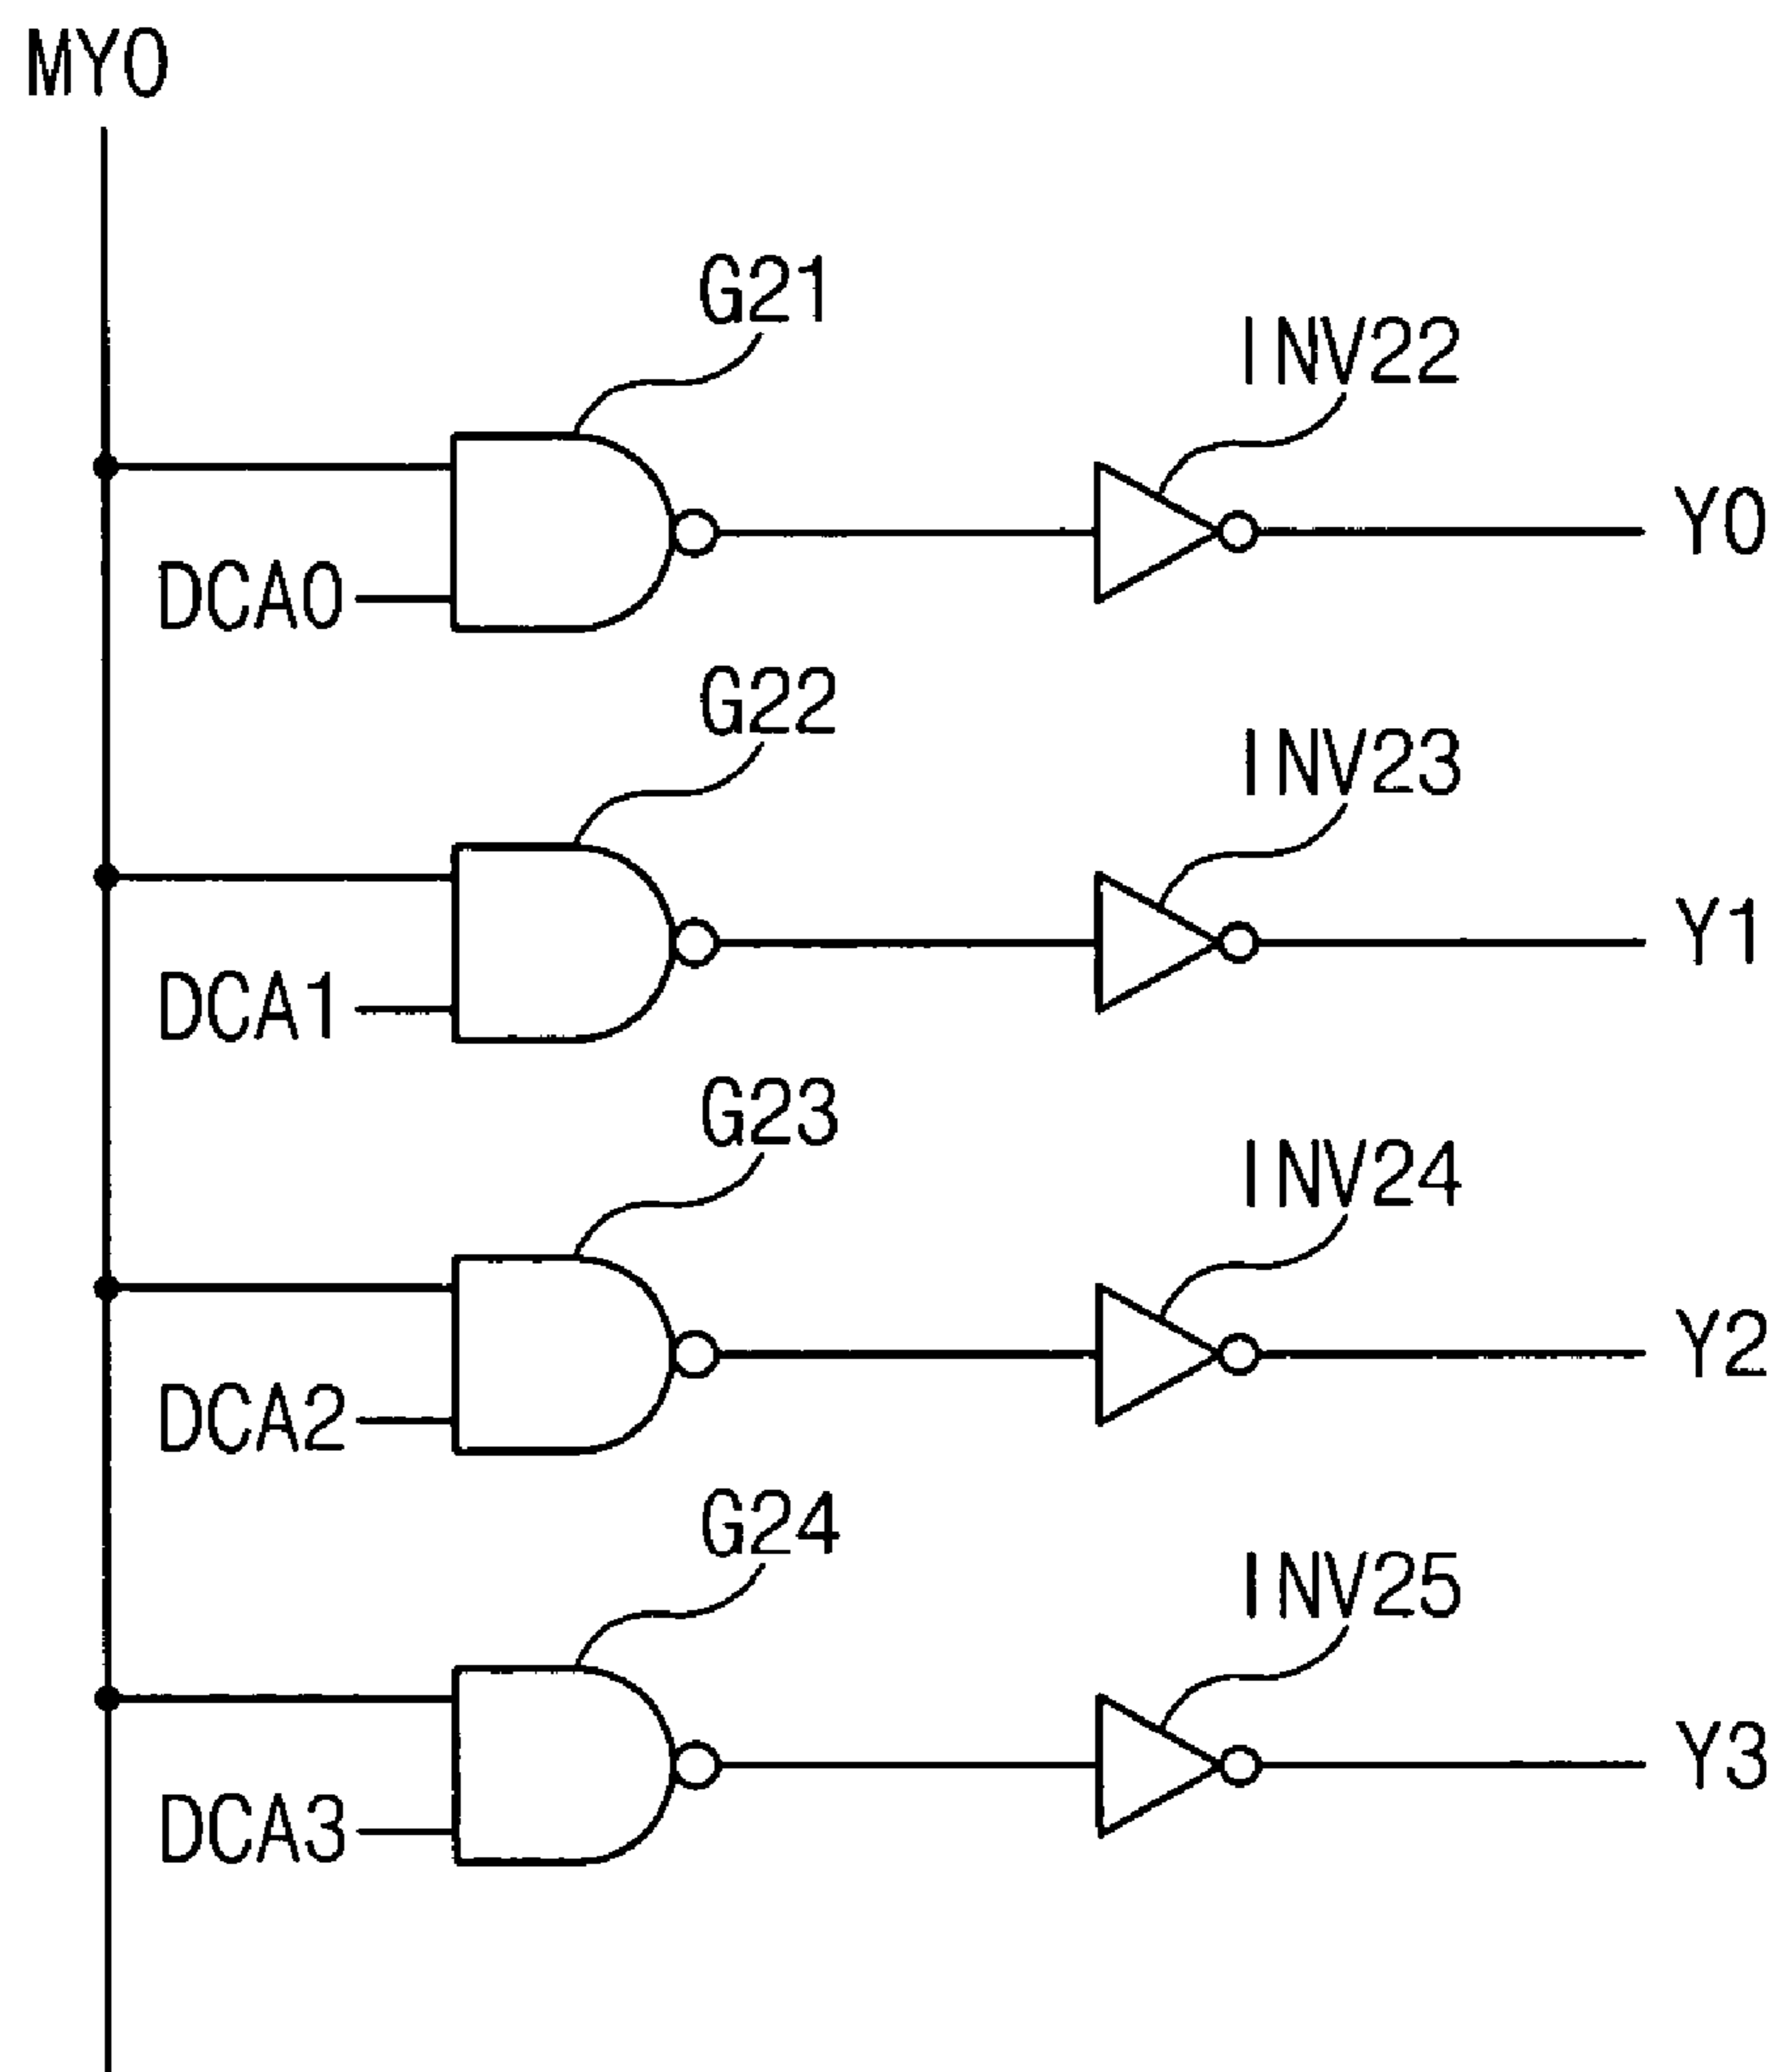 MY0
G21
INV22
Y0
DCA0
G22
INV23
Y1
DCA1
G23
INV24
Y2
DCA2
G24
INV25
Y3
DCA3